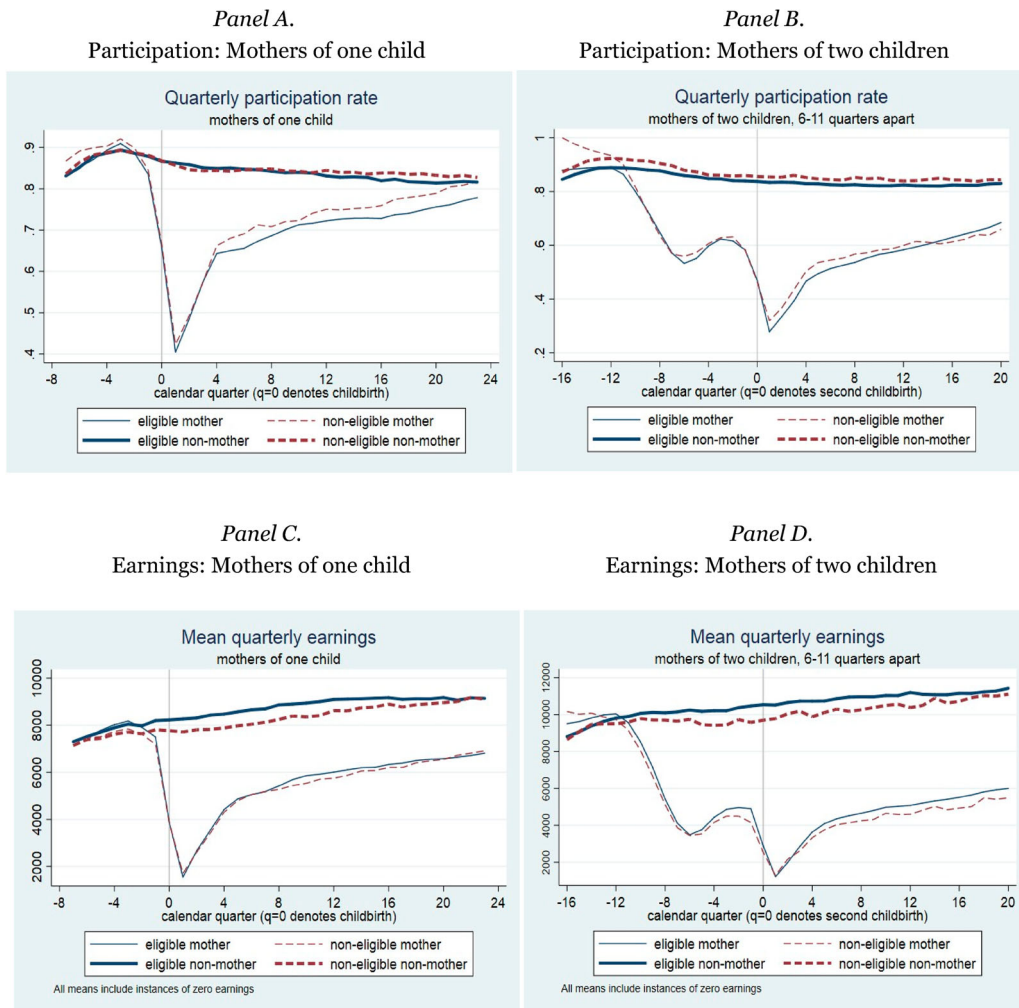 Panel A.
Participation: Mothers of one child
Quarterly participation rate
mothers of one child
.9
.8
.7
.6
.5
.4
-8 -4 0 4 8 12 16 20 24
calendar quarter (q=0 denotes childbirth)
eligible mother non-eligible mother
eligible non-mother non-eligible non-mother
Panel B.
Participation: Mothers of two children
Quarterly participation rate
mothers of two children, 6-11 quarters apart
1
.8
.6
.4
.2
-16 -12 -8 -4 0 4 8 12 16 20
calendar quarter (q=0 denotes second childbirth)
eligible mother non-eligible mother
eligible non-mother non-eligible non-mother
Panel C.
Earnings: Mothers of one child
Mean quarterly earnings
mothers of one child
10000
8000
6000
4000
2000
-8 -4 0 4 8 12 16 20 24
calendar quarter (q=0 denotes childbirth)
eligible mother non-eligible mother
eligible non-mother non-eligible non-mother
All means include instances of zero earnings
Panel D.
Earnings: Mothers of two children
Mean quarterly earnings
mothers of two children, 6-11 quarters apart
12000
10000
8000
6000
4000
2000
-16 -12 -8 -4 0 4 8 12 16 20
calendar quarter (q=0 denotes second childbirth)
eligible mother non-eligible mother
eligible non-mother non-eligible non-mother
All means include instances of zero earnings